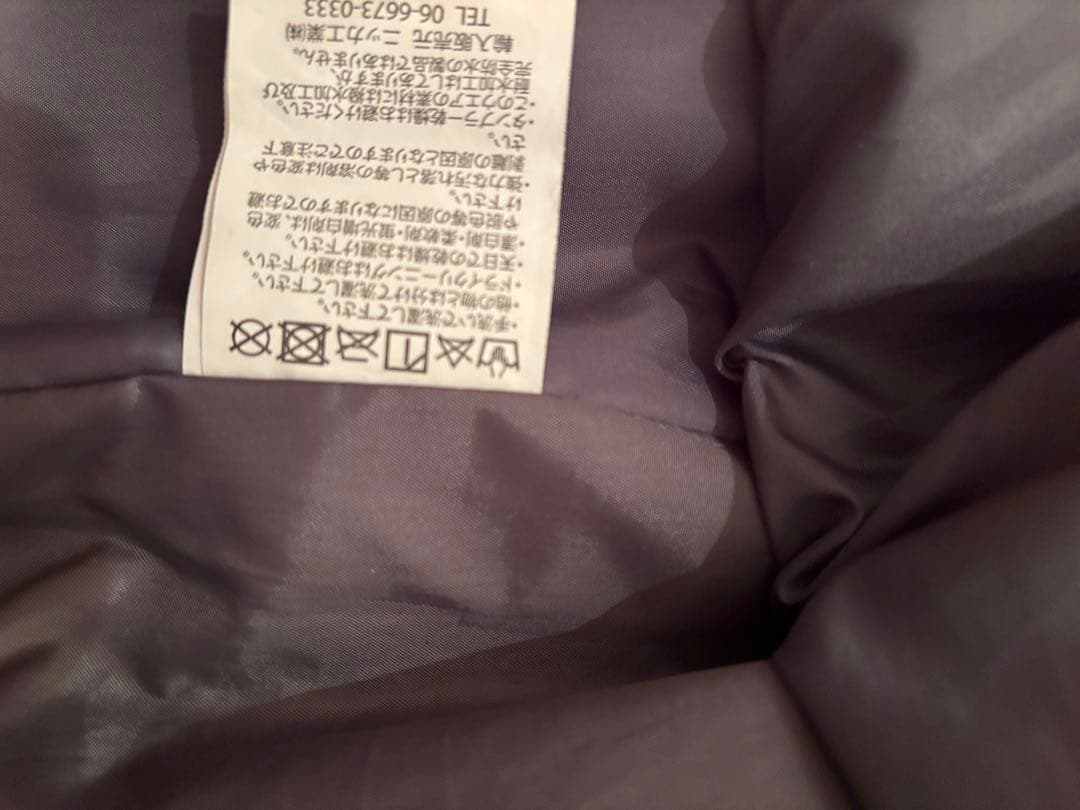 ・手洗いで洗濯して下さい。
・他の物とは分けて洗濯して下さい。
・ドライクリーニングはお避け下さい。
・天日での乾燥はお避け下さい。
・漂白剤・柔軟剤・蛍光増白剤は、変色
や脱色等の原因になりますのでお避
け下さい。
・強力な汚れ落とし等の溶剤は変色や
剥離の原因となりますのでご注意下
さい。
・タンブラー乾燥はお避けください。
・このウエアの素材には撥水加工及び
耐水加工はしてありますが、
完全防水の製品ではありません。
輸入販売元 ニッカ工業㈱
TEL 06-6673-0333